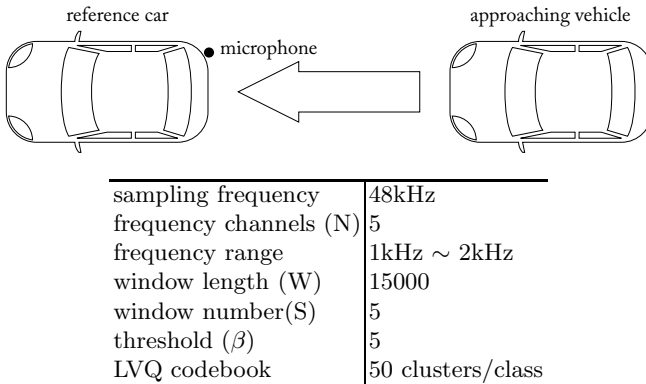 reference car
approaching vehicle
microphone
sampling frequency 48kHz
frequency channels (N) 5
frequency range 1kHz ∼ 2kHz
window length (W) 15000
window number(S) 5
threshold (β) 5
LVQ codebook 50 clusters/class